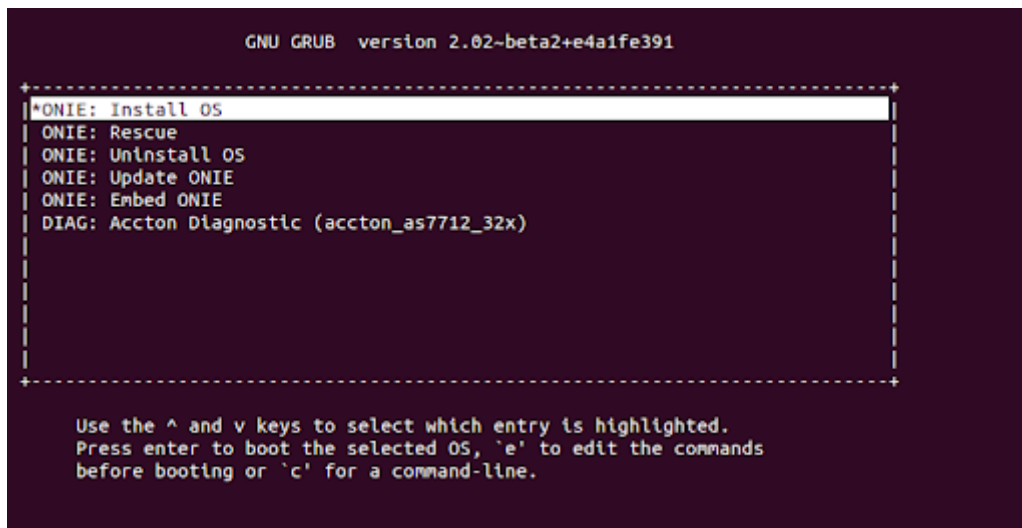 GNU GRUB version 2.02~beta2+e4a1fe391
*ONIE: Install OS
ONIE: Rescue
ONIE: Uninstall OS
ONIE: Update ONIE
ONIE: Embed ONIE
DIAG: Accton Diagnostic (accton_as7712_32x)
Use the ^ and v keys to select which entry is highlighted.
Press enter to boot the selected OS, `e' to edit the commands
before booting or `c' for a command-line.